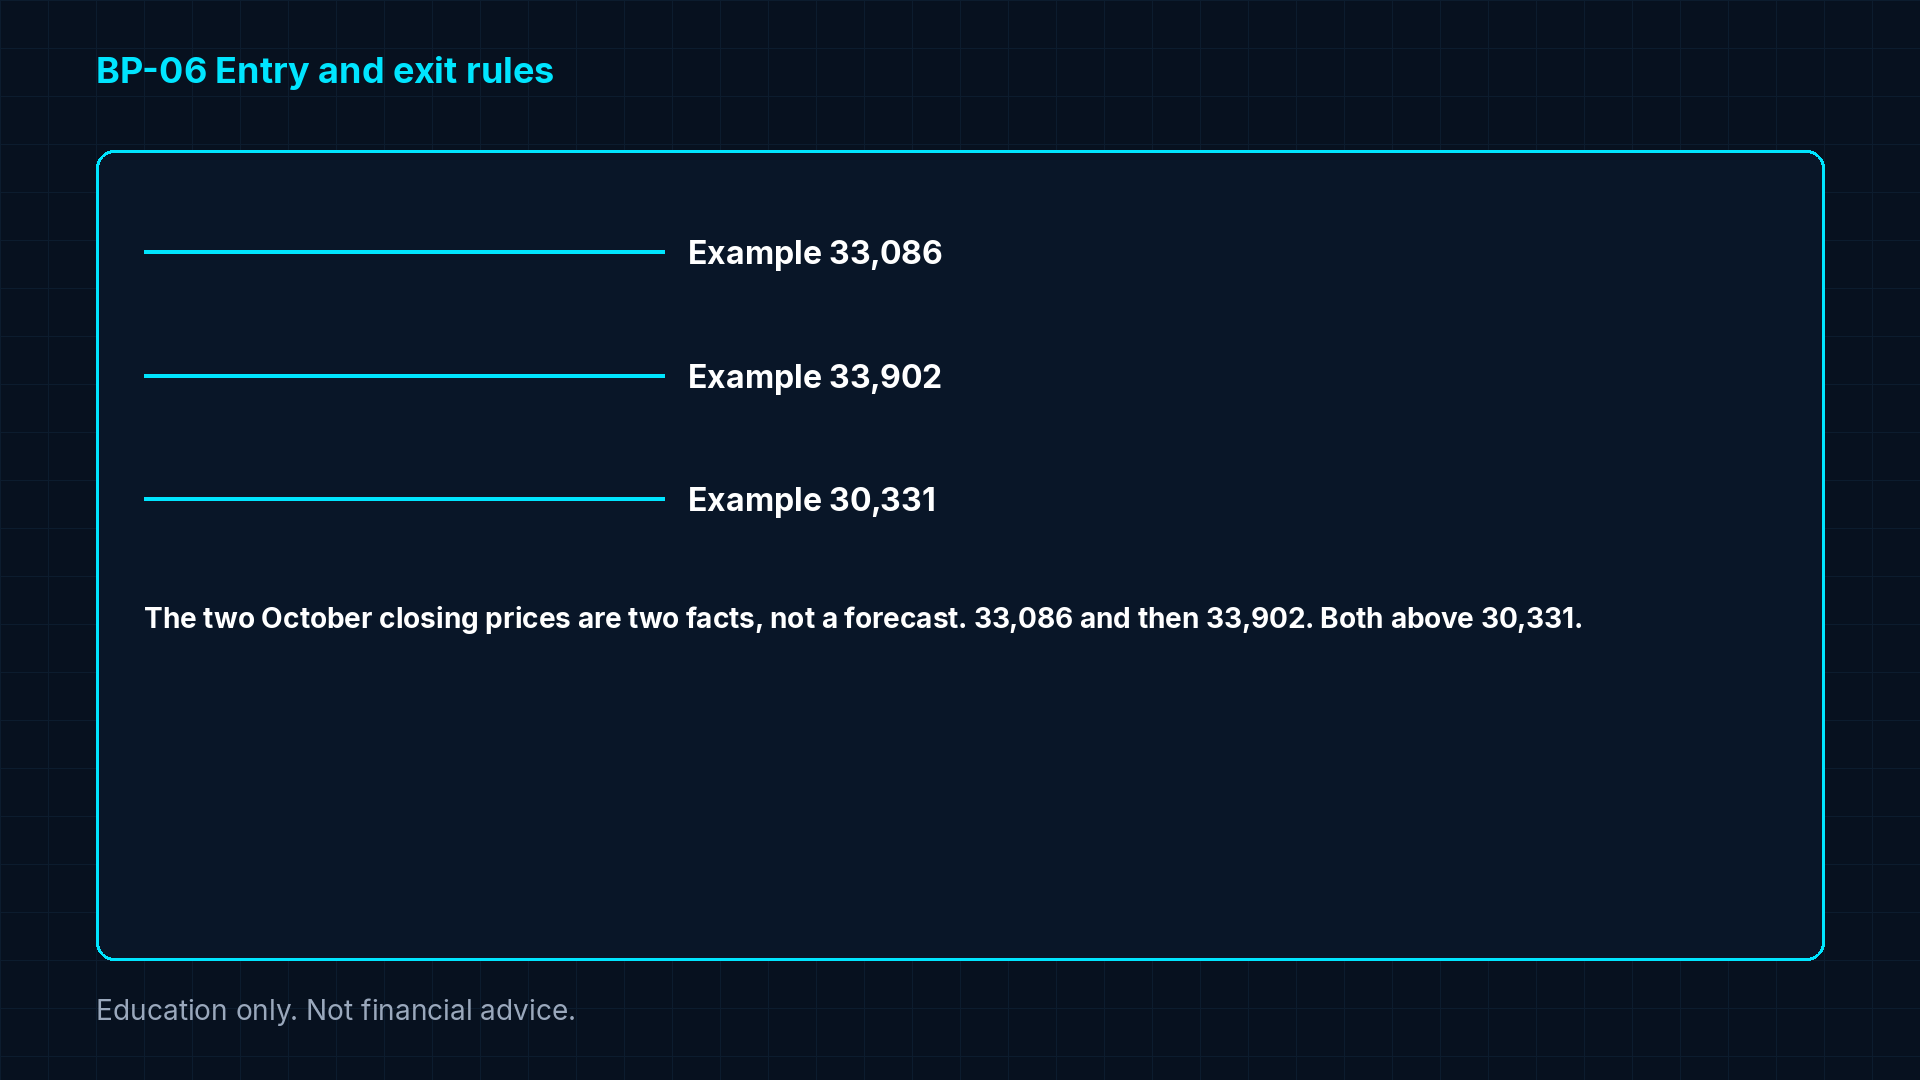 BP-06 Entry and exit rules
Example 33,086
Example 33,902
Example 30,331
The two October closing prices are two facts, not a forecast. 33,086 and then 33,902. Both above 30,331.
Education only. Not financial advice.